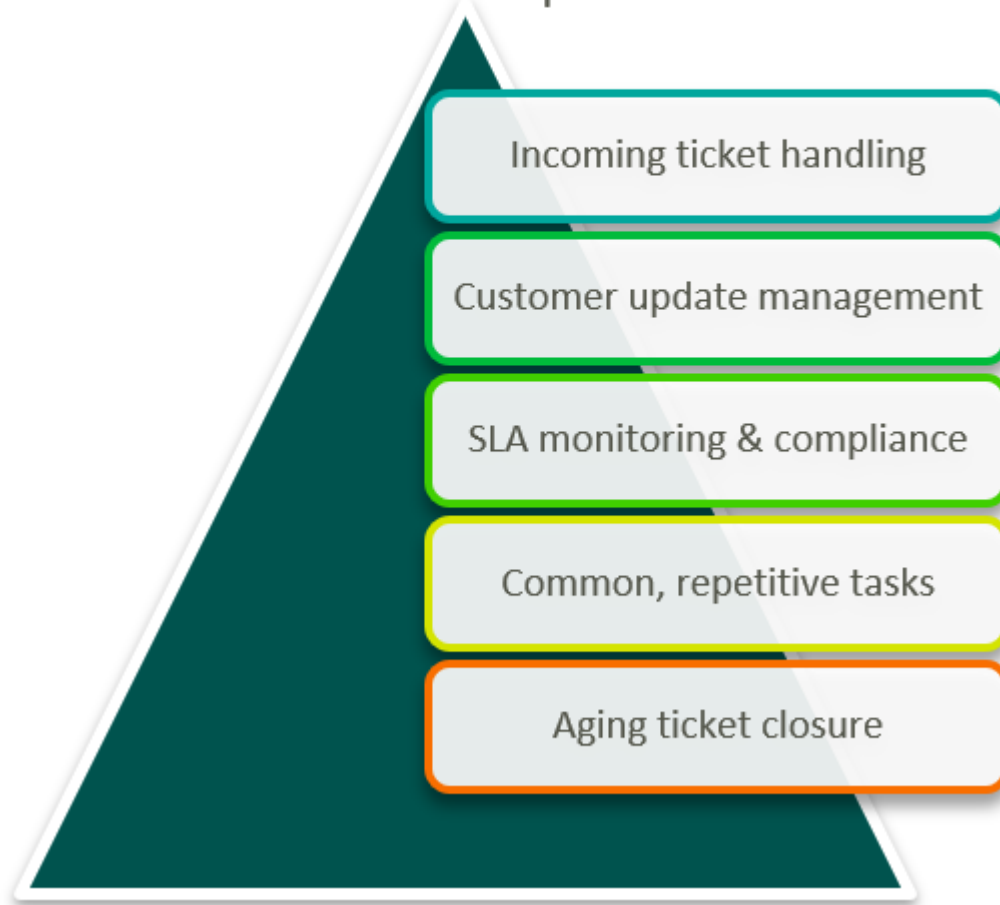 Incoming ticket handling
Customer update management
SLA monitoring & compliance
Common, repetitive tasks
Aging ticket closure